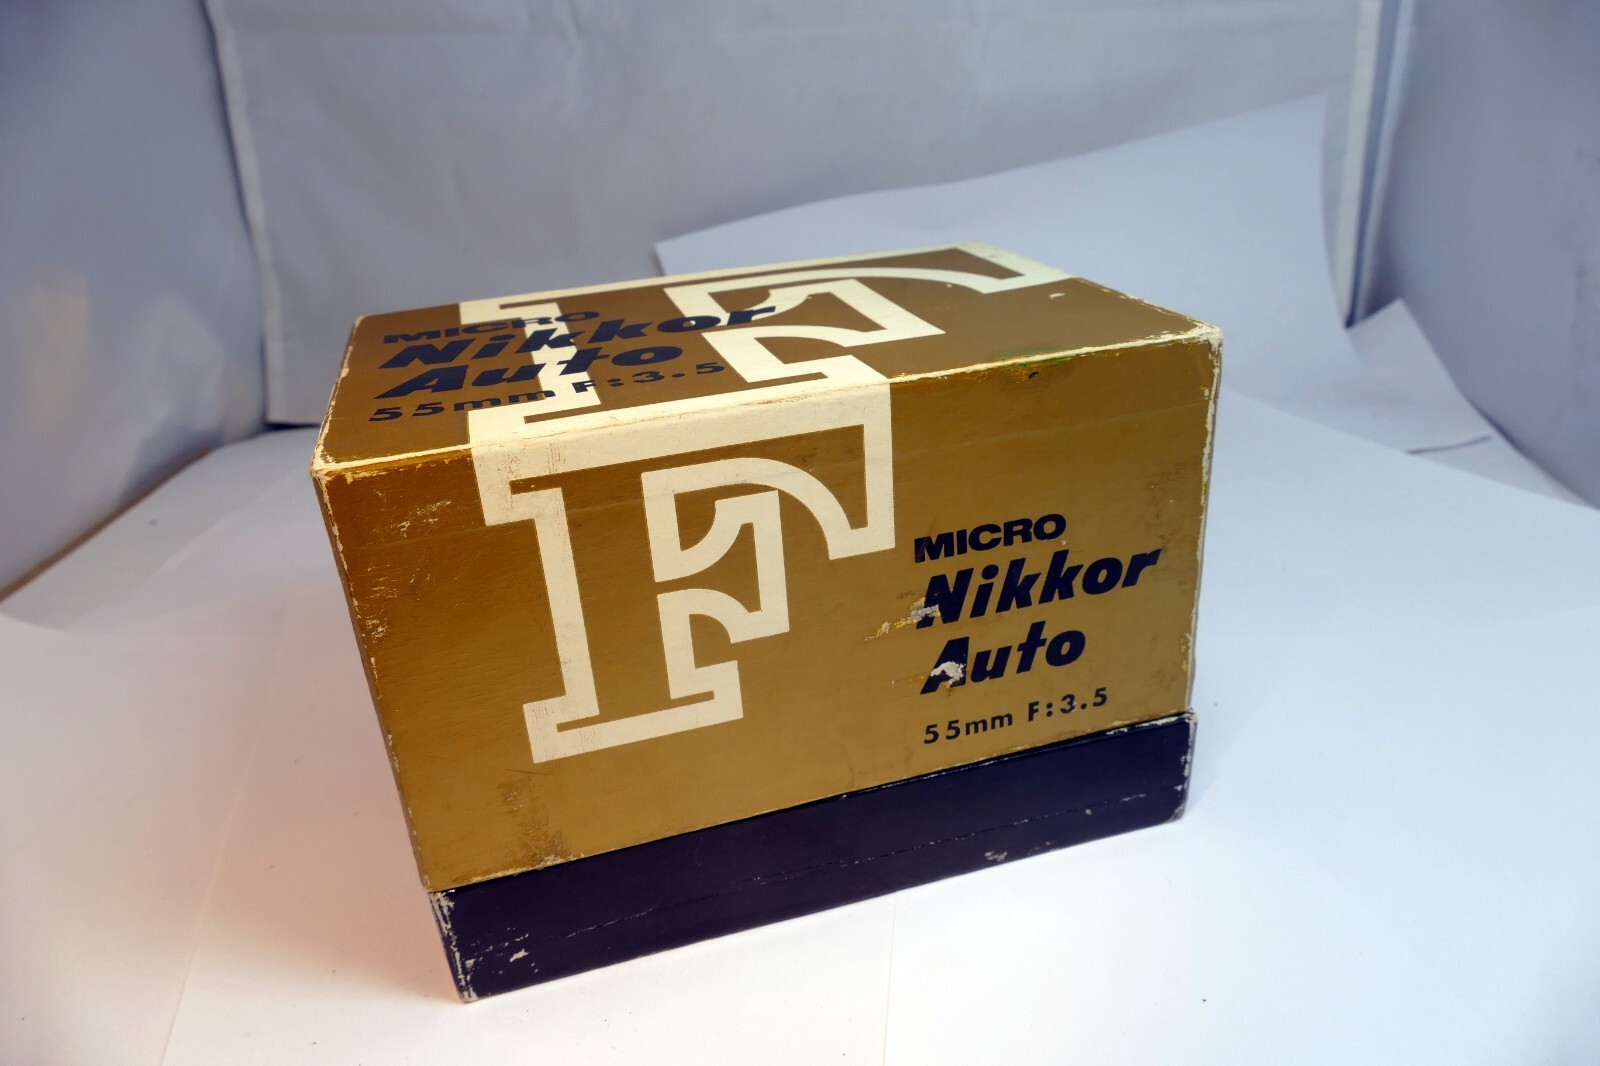 MICRO
Nikkor
Auto
55mm F:3.5
F
MICRO
Nikkor
Auto
55mm F:3.5
F